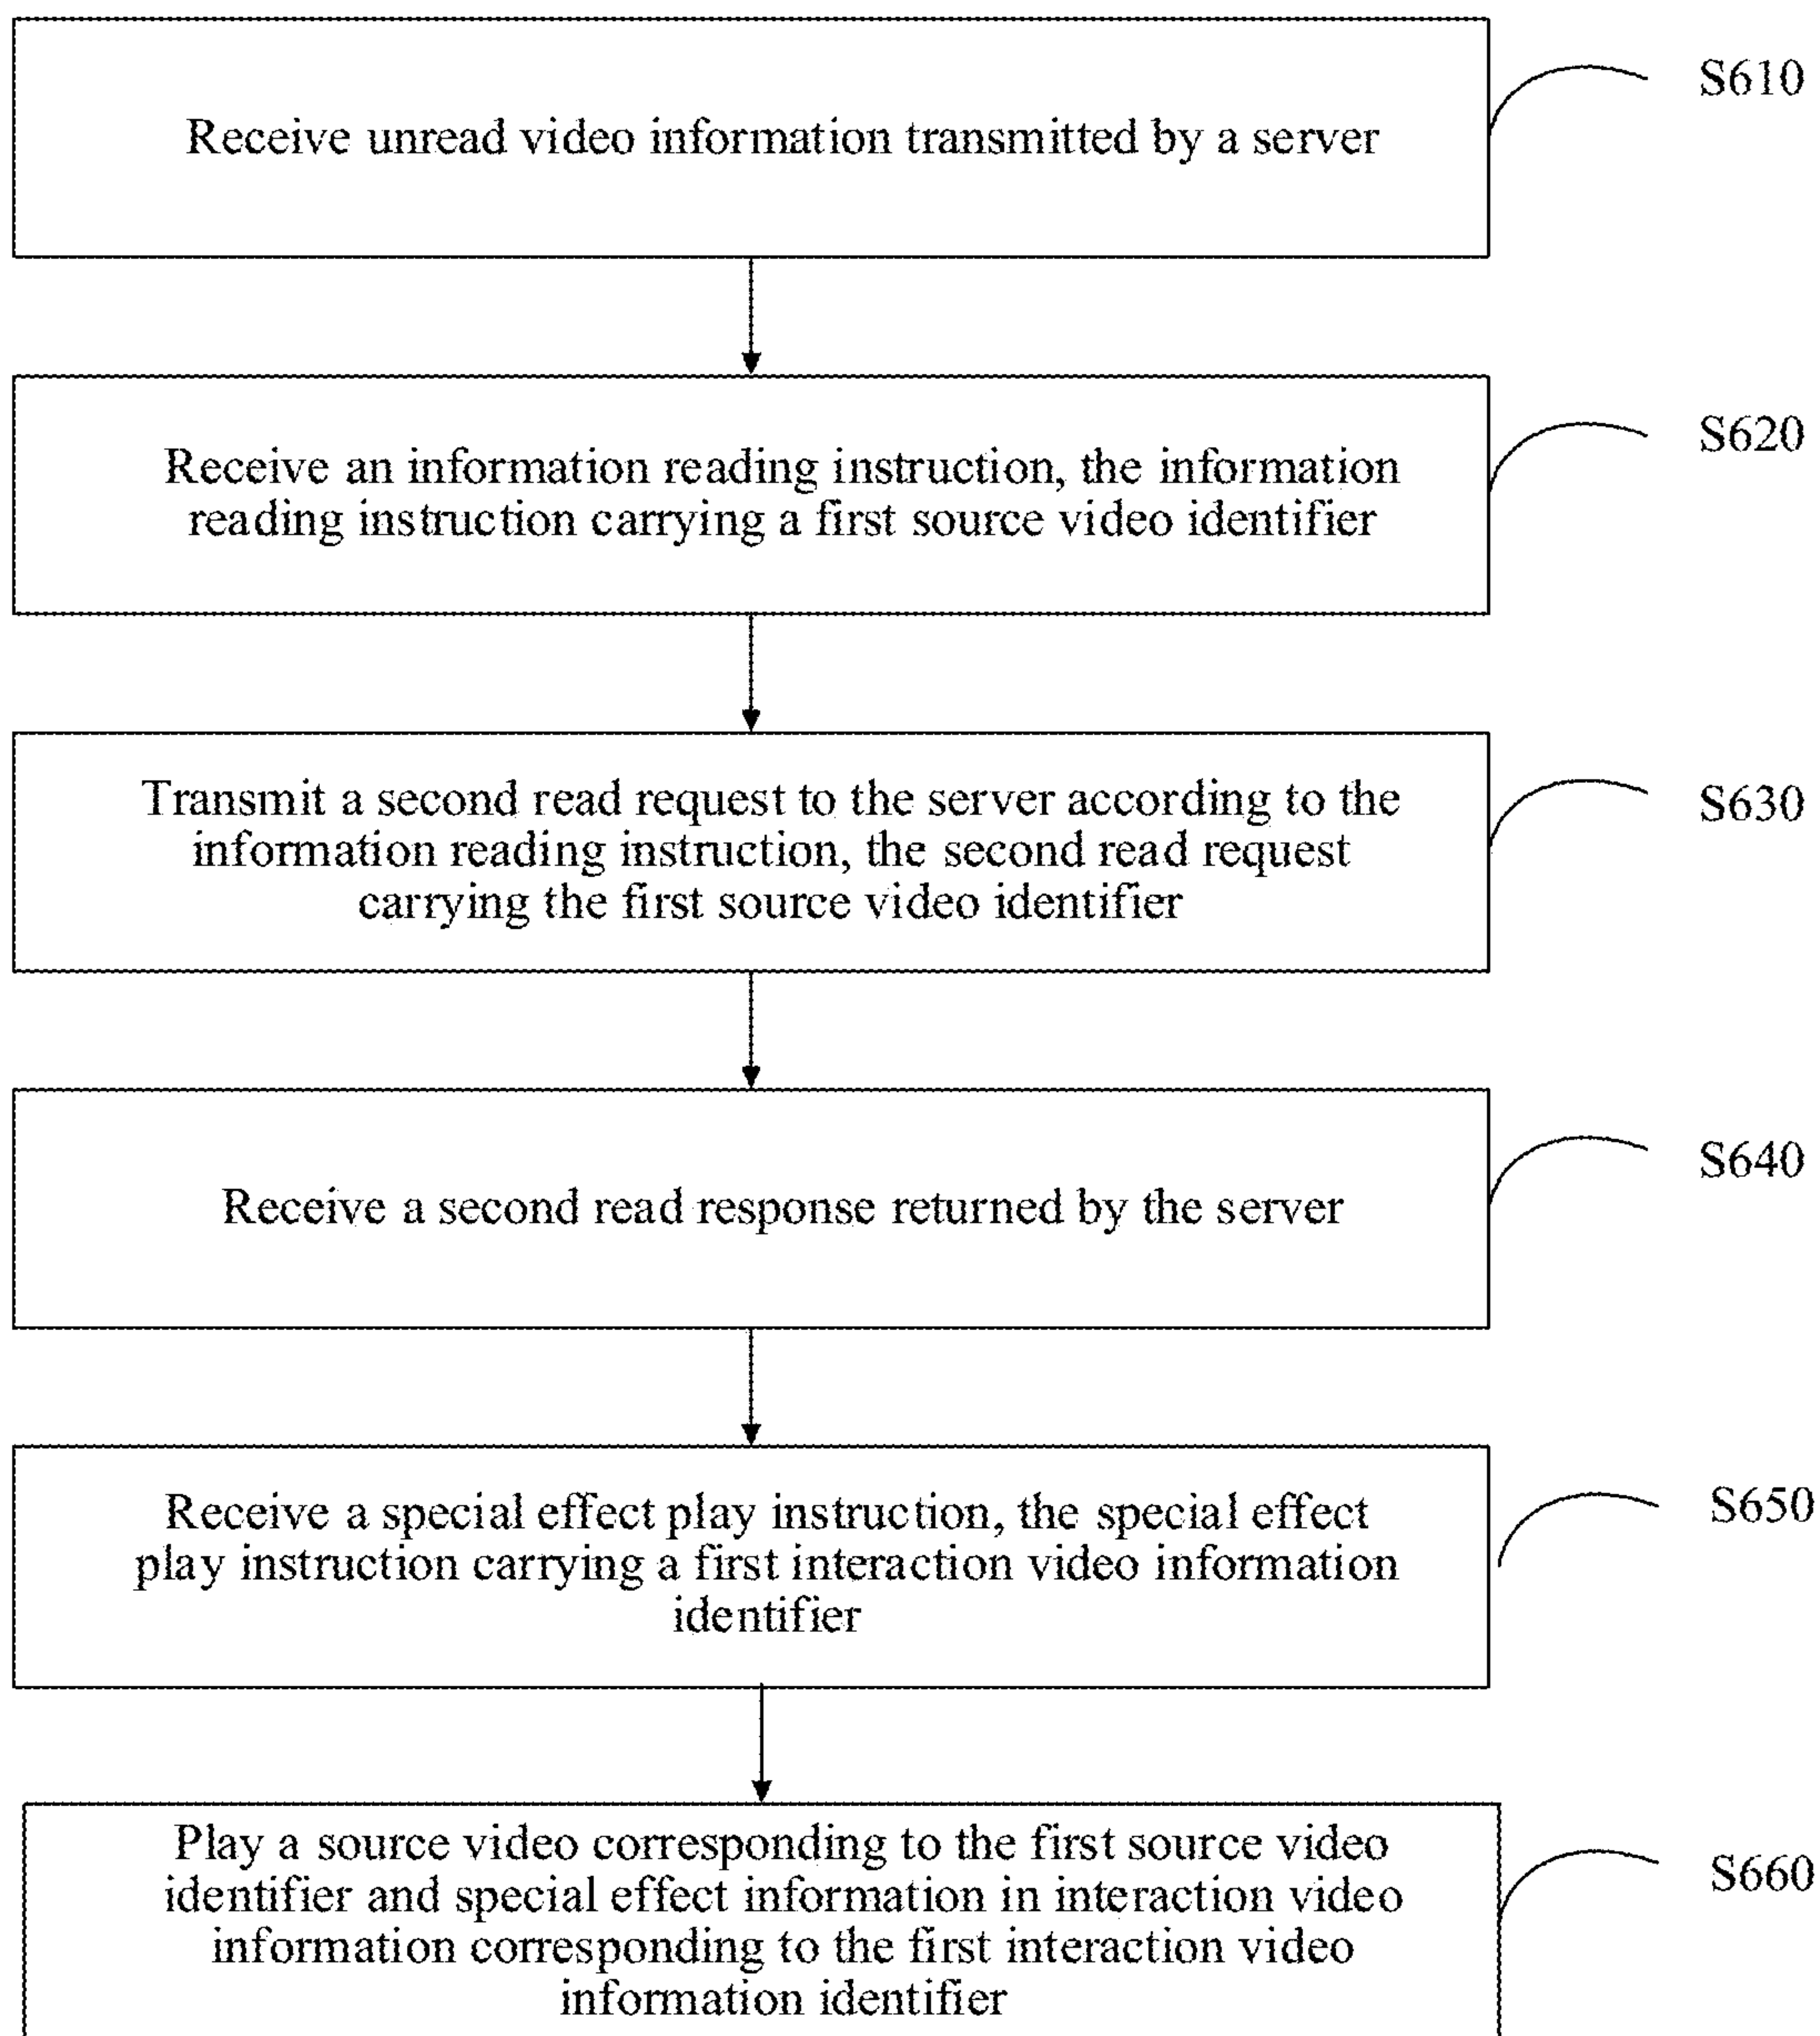 Receive unread video information transmitted by a server
S610
Receive an information reading instruction, the information
reading instruction carrying a first source video identifier
S620
Transmit a second read request to the server according to the
information reading instruction, the second read request
carrying the first source video identifier
S630
Receive a second read response returned by the server
S640
Receive a special effect play instruction, the special effect
play instruction carrying a first interaction video information
identifier
S650
Play a source video corresponding to the first source video
identifier and special effect information in interaction video
information corresponding to the first interaction video
information identifier
S660